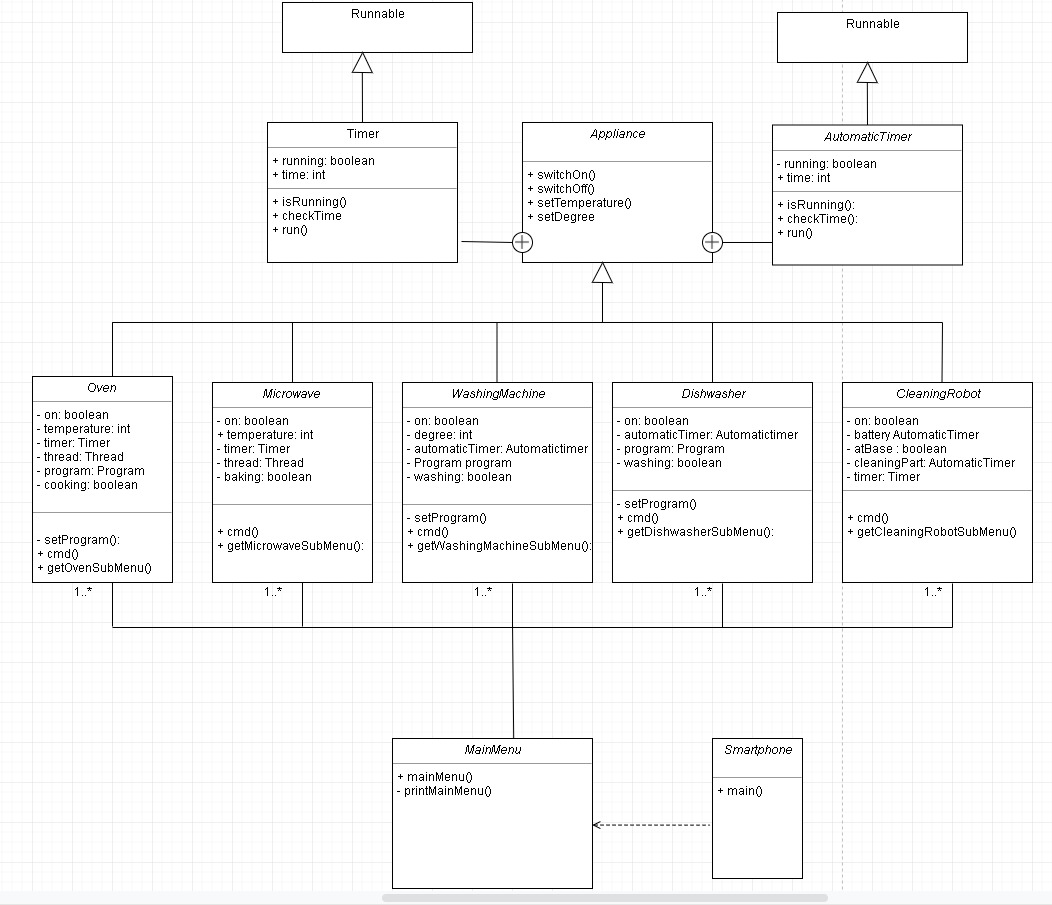 Runnable
Runnable
Timer
+ running: boolean
+ time: int
+ isRunning()
+ checkTime
+ run()
Appliance
+ switchOn()
+ switchOff()
+ setTemperature()
+ setDegree
AutomaticTimer
- running: boolean
+ time: int
+ isRunning():
+ checkTime():
+ run()
Oven
- on: boolean
- temperature: int
- timer: Timer
- thread: Thread
- program: Program
- cooking: boolean
- setProgram():
+ cmd()
+ getOvenSubMenu()
1..*
Microwave
- on: boolean
+ temperature: int
- timer: Timer
- thread: Thread
- baking: boolean
+ cmd()
+ getMicrowaveSubMenu():
1..*
WashingMachine
- on: boolean
- degree: int
- automaticTimer: Automatictimer
- Program program
- washing: boolean
- setProgram()
+ cmd()
+ getWashingMachineSubMenu():
1..*
Dishwasher
- on: boolean
- automaticTimer: Automatictimer
- program: Program
- washing: boolean
- setProgram()
+ cmd()
+ getDishwasherSubMenu():
1..*
CleaningRobot
- on: boolean
- battery AutomaticTimer
- atBase : boolean
- cleaningPart: AutomaticTimer
- timer: Timer
+ cmd()
+ getCleaningRobotSubMenu()
1..*
MainMenu
+ mainMenu()
- printMainMenu()
Smartphone
+ main()